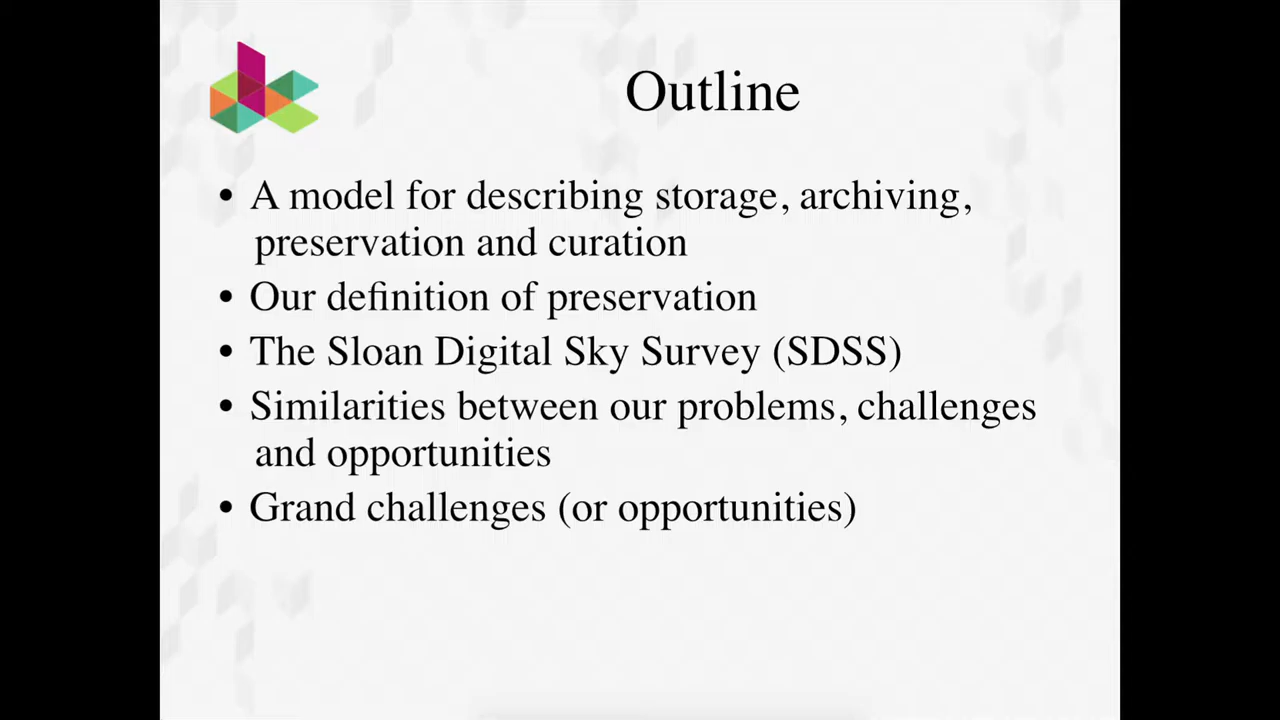 Outline
• A model for describing storage, archiving,
preservation and curation
• Our definition of preservation
• The Sloan Digital Sky Survey (SDSS)
• Similarities between our problems, challenges
and opportunities
• Grand challenges (or opportunities)